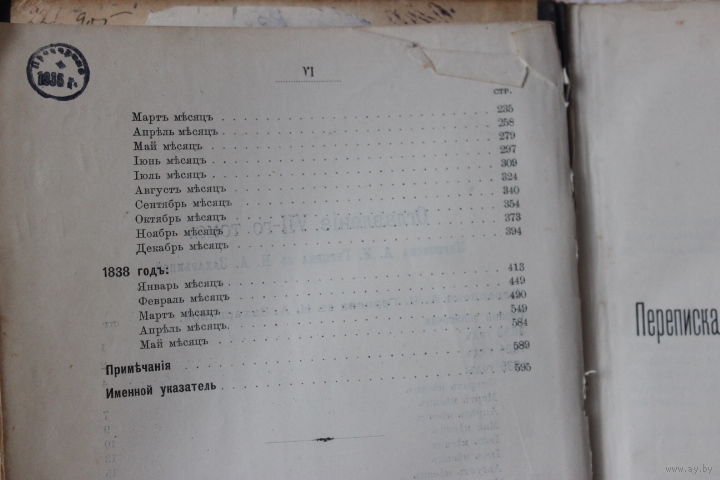 VI
стр.
Мартъ мѣсяцъ 235
Апрѣль мѣсяцъ 258
Май мѣсяцъ 279
Іюнь мѣсяцъ 297
Іюль мѣсяцъ 309
Августъ мѣсяцъ 324
Сентябрь мѣсяцъ 340
Октябрь мѣсяцъ 354
Ноябрь мѣсяцъ 373
Декабрь мѣсяцъ 394
1838 годъ:
Январь мѣсяцъ 413
Февраль мѣсяцъ 449
Мартъ мѣсяцъ 490
Апрѣль мѣсяцъ. 549
Май мѣсяцъ 584
Примѣчанія 589
Именной указатель 595
Переписка
www.ay.by